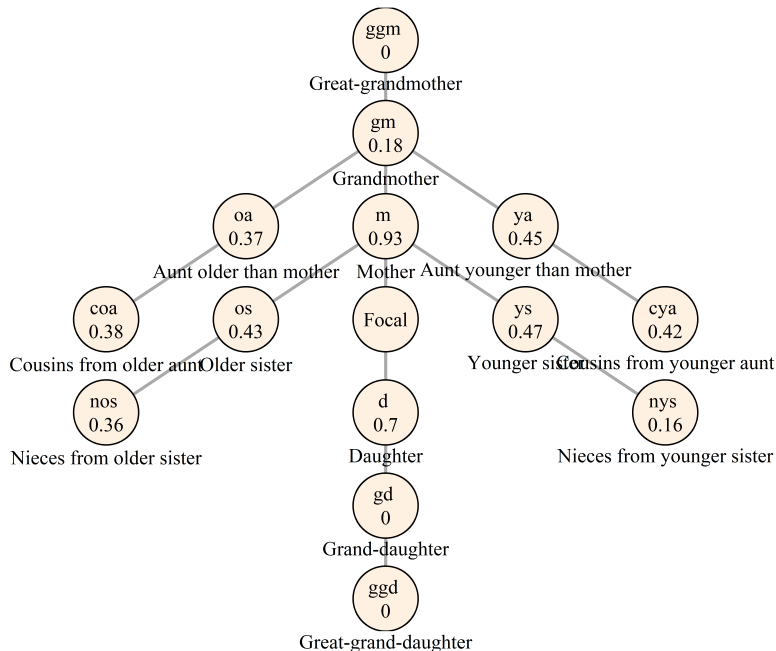 ggm
0
Great-grandmother
gm
0.18
Grandmother
oa
0.37
Aunt older than mother
m
0.93
Mother
ya
0.45
Aunt younger than mother
coa
0.38
Cousins from older aunt
os
0.43
Older sister
Focal
ys
0.47
Younger sister
cya
0.42
Cousins from younger aunt
nos
0.36
Nieces from older sister
d
0.7
Daughter
nys
0.16
Nieces from younger sister
gd
0
Grand-daughter
ggd
0
Great-grand-daughter